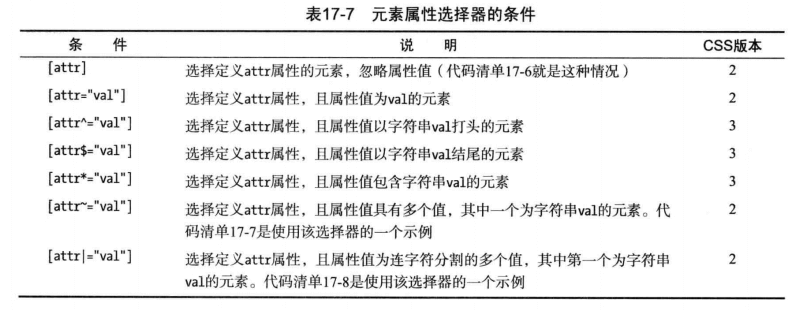 表17-7 元素属性选择器的条件
条 件 说 明 CSS版本
[attr] 选择定义attr属性的元素，忽略属性值（代码清单17-6就是这种情况） 2
[attr="val"] 选择定义attr属性，且属性值为val的元素 2
[attr^="val"] 选择定义attr属性，且属性值以字符串val打头的元素 3
[attr$="val"] 选择定义attr属性，且属性值以字符串val结尾的元素 3
[attr*="val"] 选择定义attr属性，且属性值包含字符串val的元素 3
[attr~="val"] 选择定义attr属性，且属性值具有多个值，其中一个为字符串val的元素。代 2
码清单17-7是使用该选择器的一个示例
[attr|="val"] 选择定义attr属性，且属性值为连字符分割的多个值，其中第一个为字符串 2
val的元素。代码清单17-8是使用该选择器的一个示例